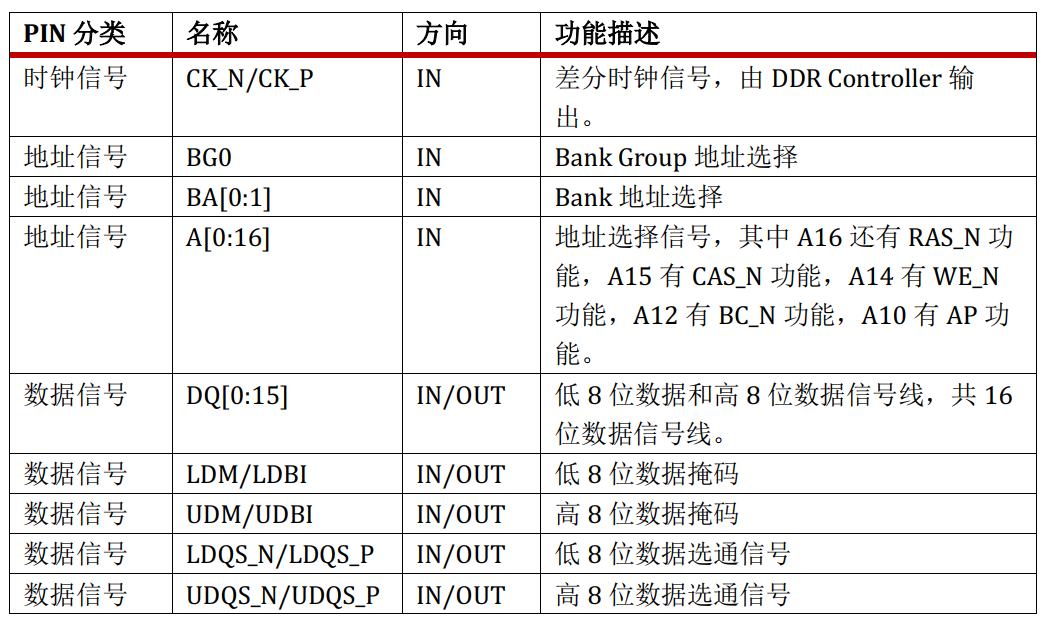 PIN 分类 名称 方向 功能描述
时钟信号 CK_N/CK_P IN 差分时钟信号，由 DDR Controller 输
出。
地址信号 BG0 IN Bank Group 地址选择
地址信号 BA[0:1] IN Bank 地址选择
地址信号 A[0:16] IN 地址选择信号，其中 A16 还有 RAS_N 功
能，A15 有 CAS_N 功能，A14 有 WE_N
功能，A12 有 BC_N 功能，A10 有 AP 功
能。
数据信号 DQ[0:15] IN/OUT 低 8 位数据和高 8 位数据信号线，共 16
位数据信号线。
数据信号 LDM/LDBI IN/OUT 低 8 位数据掩码
数据信号 UDM/UDBI IN/OUT 高 8 位数据掩码
数据信号 LDQS_N/LDQS_P IN/OUT 低 8 位数据选通信号
数据信号 UDQS_N/UDQS_P IN/OUT 高 8 位数据选通信号